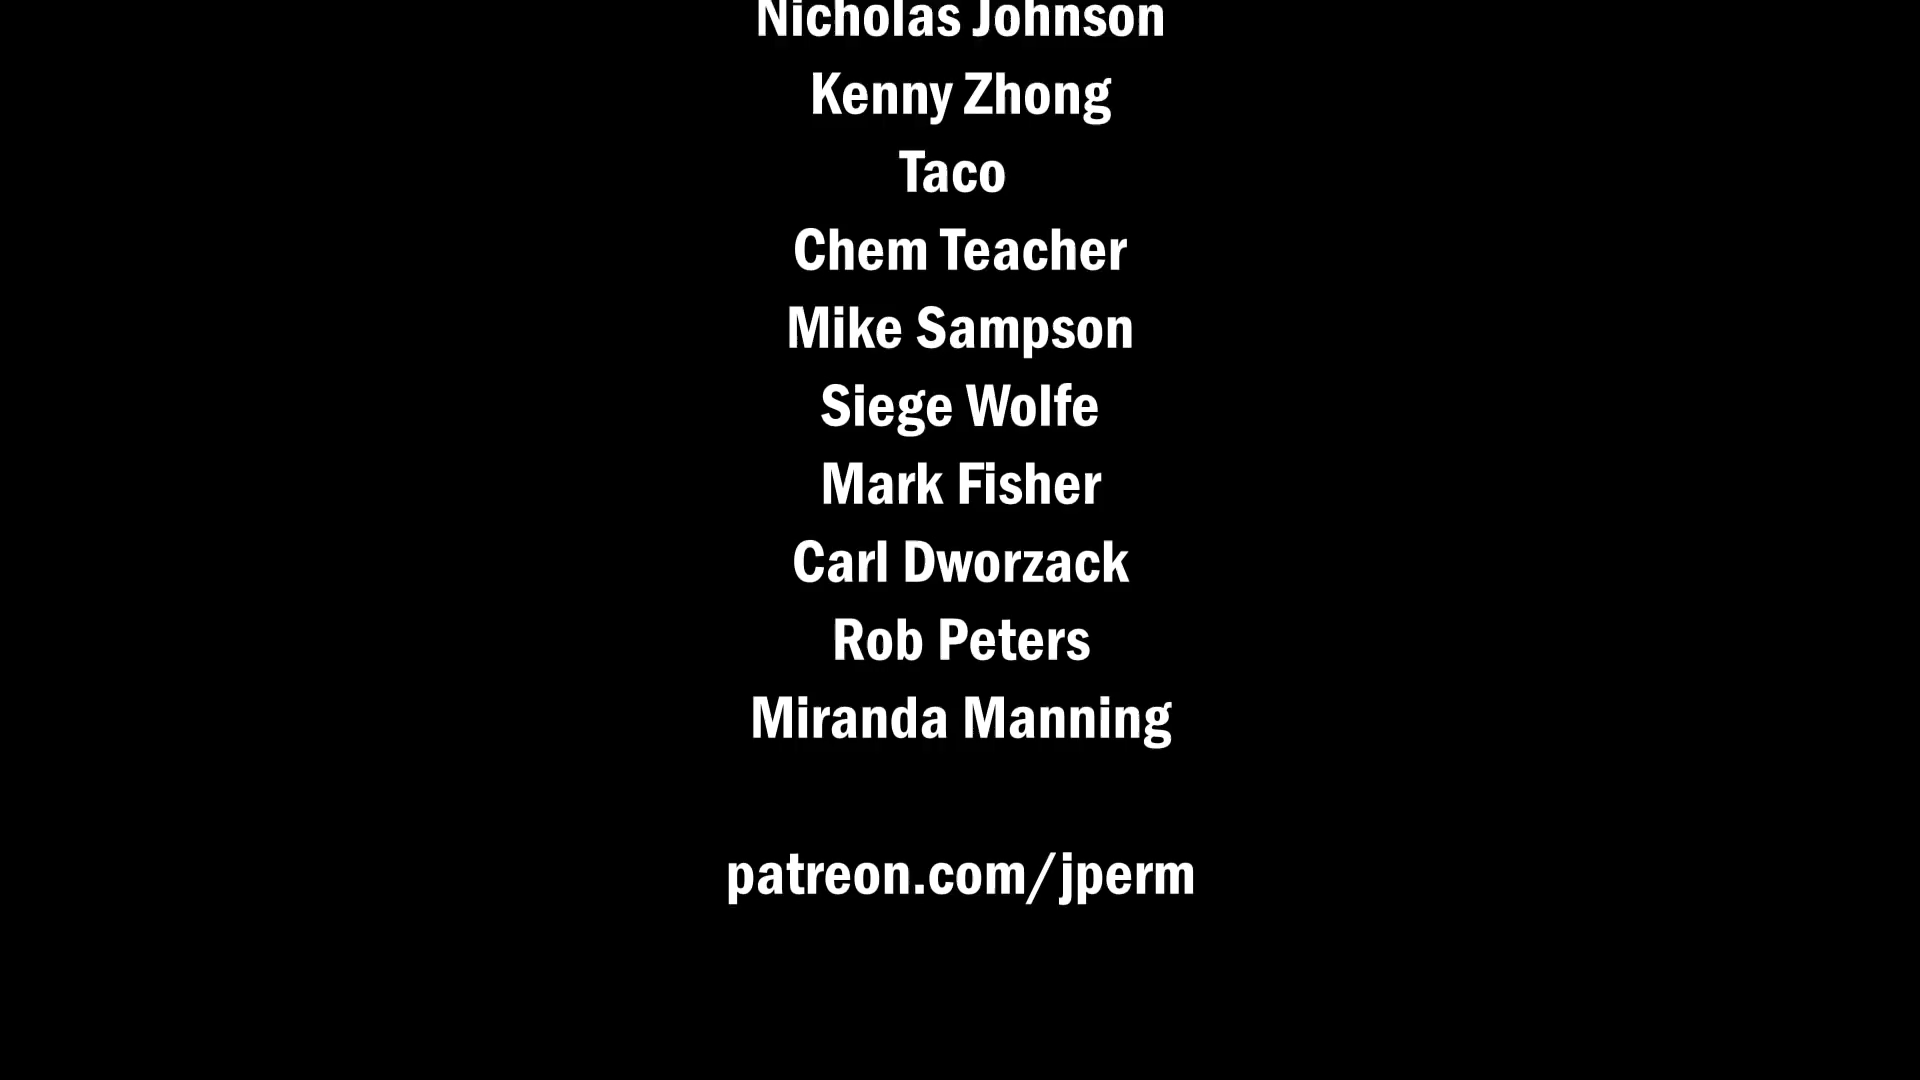 Nicholas Johnson
Kenny Zhong
Taco
Chem Teacher
Mike Sampson
Siege Wolfe
Mark Fisher
Carl Dworzack
Rob Peters
Miranda Manning
patreon.com/jperm